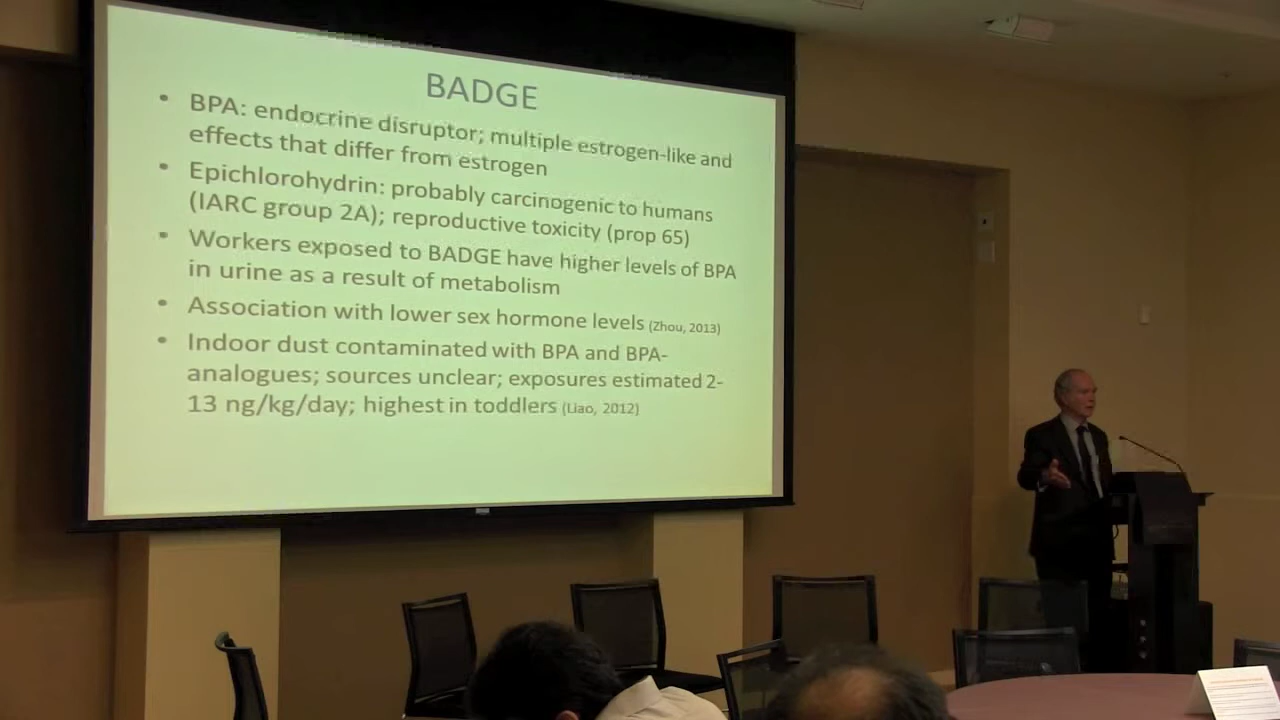 BADGE
• BPA: endocrine disruptor; multiple estrogen-like and
effects that differ from estrogen
• Epichlorohydrin: probably carcinogenic to humans
(IARC group 2A); reproductive toxicity (prop 65)
• Workers exposed to BADGE have higher levels of BPA
in urine as a result of metabolism
• Association with lower sex hormone levels (Zhou, 2013)
• Indoor dust contaminated with BPA and BPA-
analogues; sources unclear; exposures estimated 2-
13 ng/kg/day; highest in toddlers (Liao, 2012)